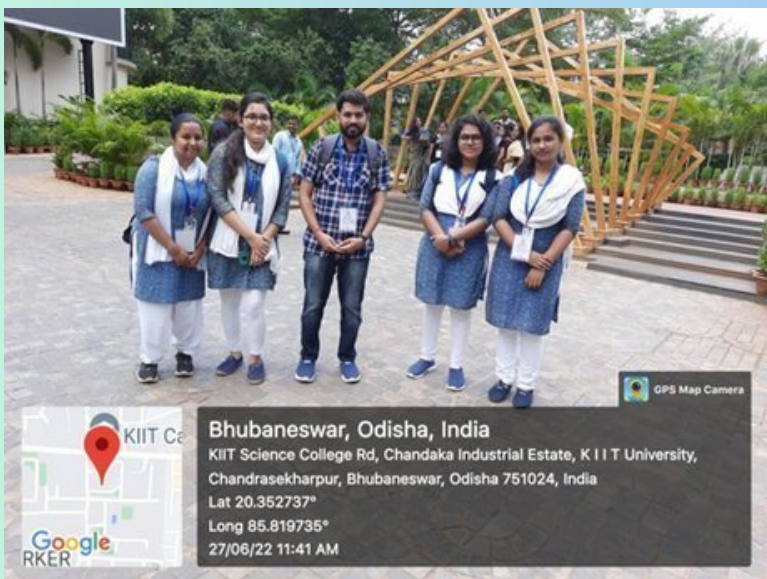 GPS Map Camera
KIIT Ca
Google
RKER
Bhubaneswar, Odisha, India
KIIT Science College Rd, Chandaka Industrial Estate, K I I T University,
Chandrasekharpur, Bhubaneswar, Odisha 751024, India
Lat 20.352737°
Long 85.819735°
27/06/22 11:41 AM